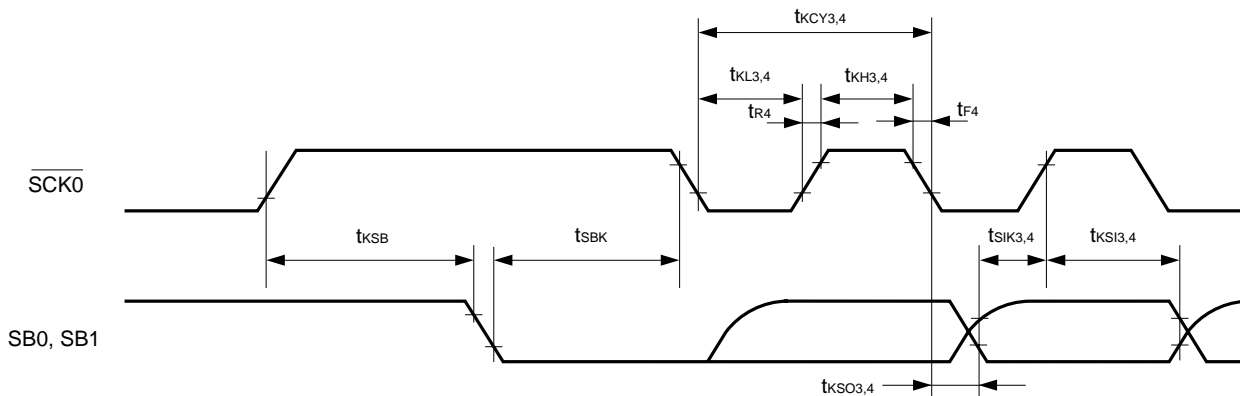 tKCY3,4
tKL3,4 tKH3,4
tR4 tF4
SCK0
tKSB tSBK tSIK3,4 tKSI3,4
SB0, SB1
tKSO3,4